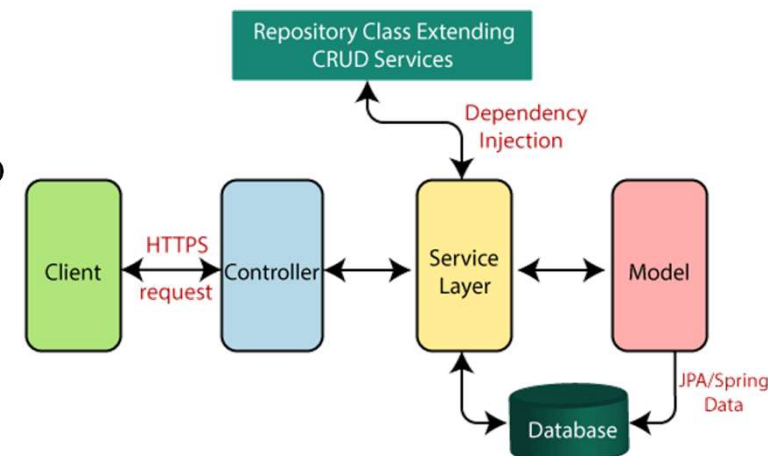 Repository Class Extending
CRUD Services
Dependency
Injection
HTTPS
request
Client
Controller
Service
Layer
Model
JPA/Spring
Data
Database